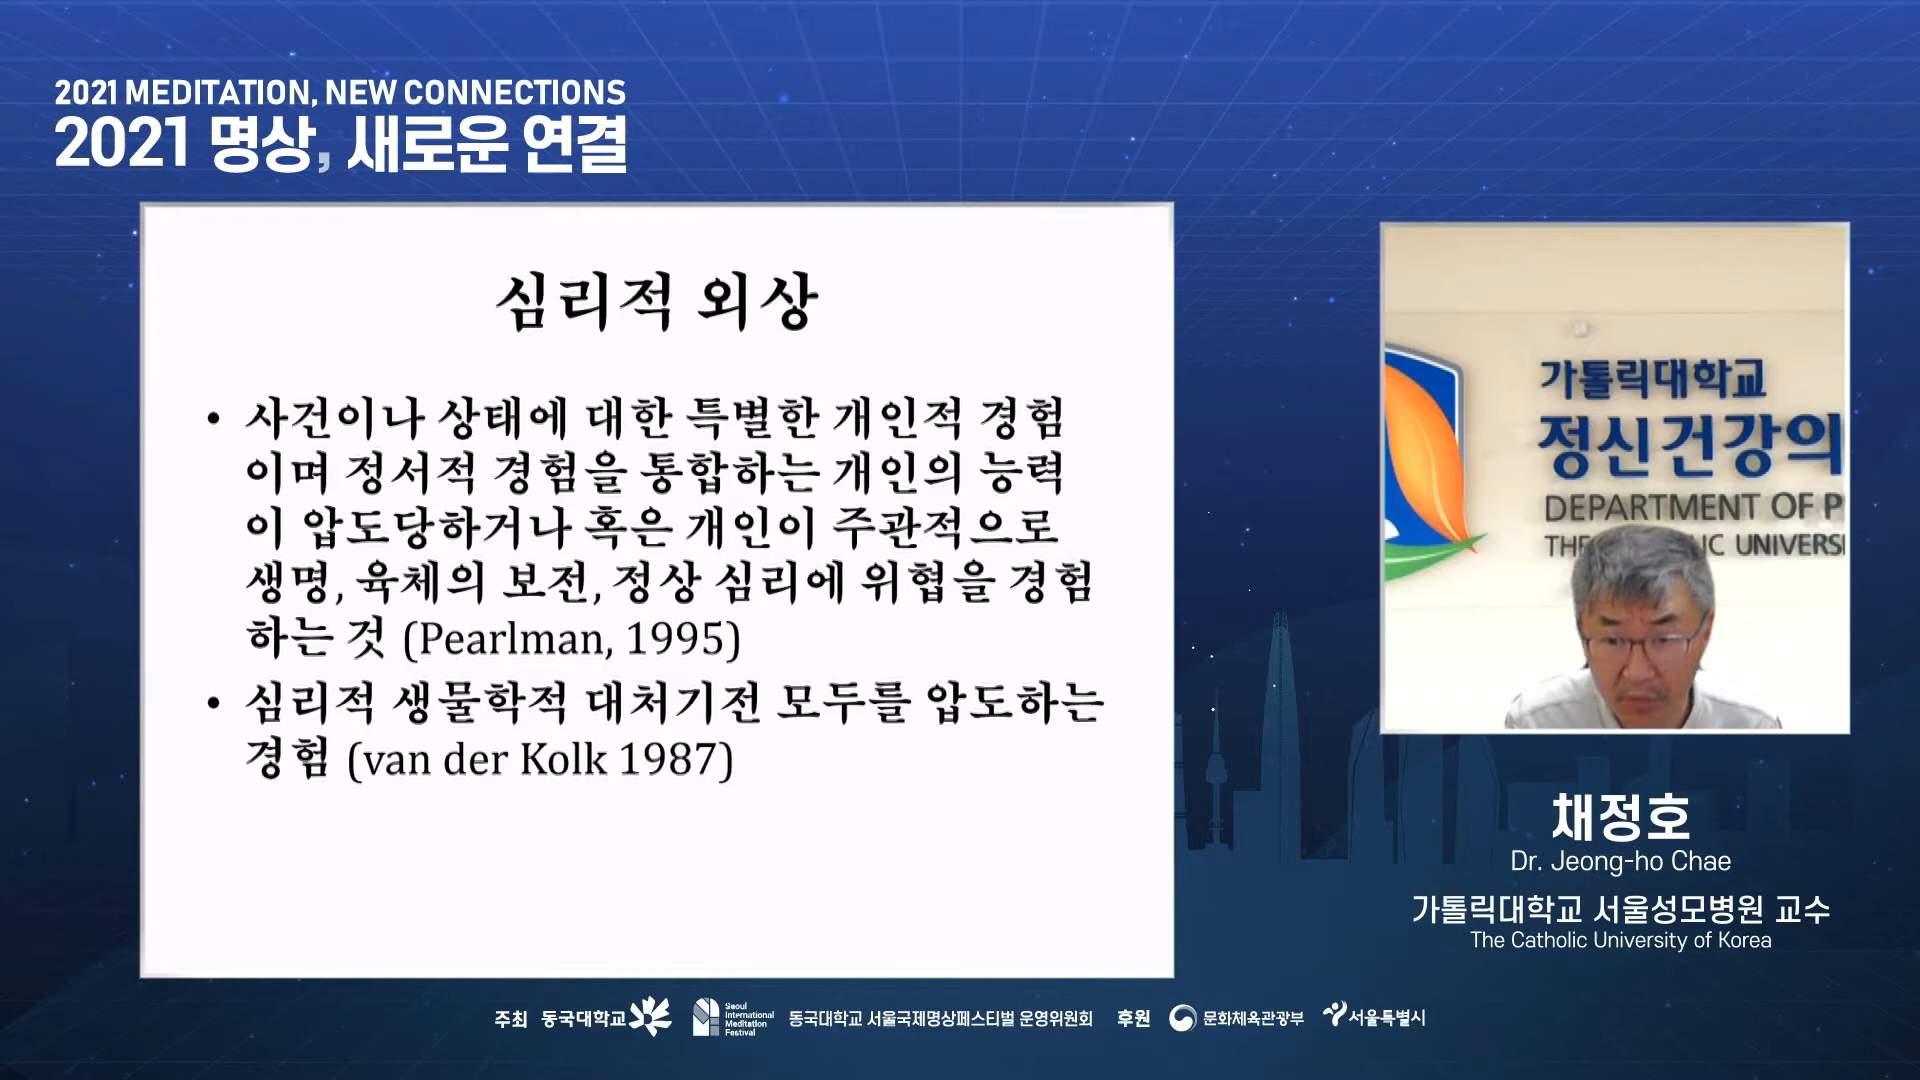 2021 MEDITATION, NEW CONNECTIONS
2021 명상, 새로운 연결
심리적 외상
• 사건이나 상태에 대한 특별한 개인적 경험
이며 정서적 경험을 통합하는 개인의 능력
이 압도당하거나 혹은 개인이 주관적으로
생명, 육체의 보전, 정상 심리에 위협을 경험
하는 것 (Pearlman, 1995)
• 심리적 생물학적 대처기전 모두를 압도하는
경험 (van der Kolk 1987)
가톨릭대학교
정신건강의
DEPARTMENT OF P
UNIVERSI
채정호
Dr. Jeong-ho Chae
가톨릭대학교 서울성모병원 교수
The Catholic University of Korea
주최 동국대학교
Seoul
International
Meditation
Festival
동국대학교 서울국제명상페스티벌 운영위원회
후원 문화체육관광부 서울특별시